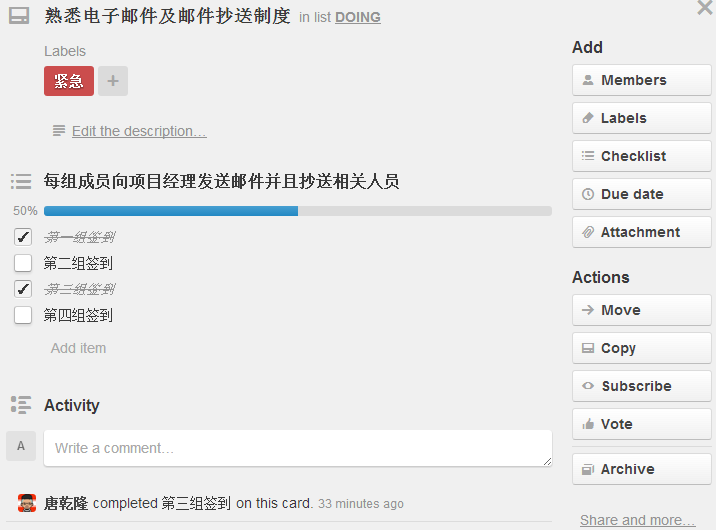 熟悉电子邮件及邮件抄送制度 in list DOING
Labels
紧急 +
Edit the description...
每组成员向项目经理发送邮件并且抄送相关人员
50%
第一组签到
第二组签到
第三组签到
第四组签到
Add item
Activity
A
Write a comment...
唐乾隆 completed 第三组签到 on this card. 33 minutes ago
Add
Members
Labels
Checklist
Due date
Attachment
Actions
Move
Copy
Subscribe
Vote
Archive
Share and more...